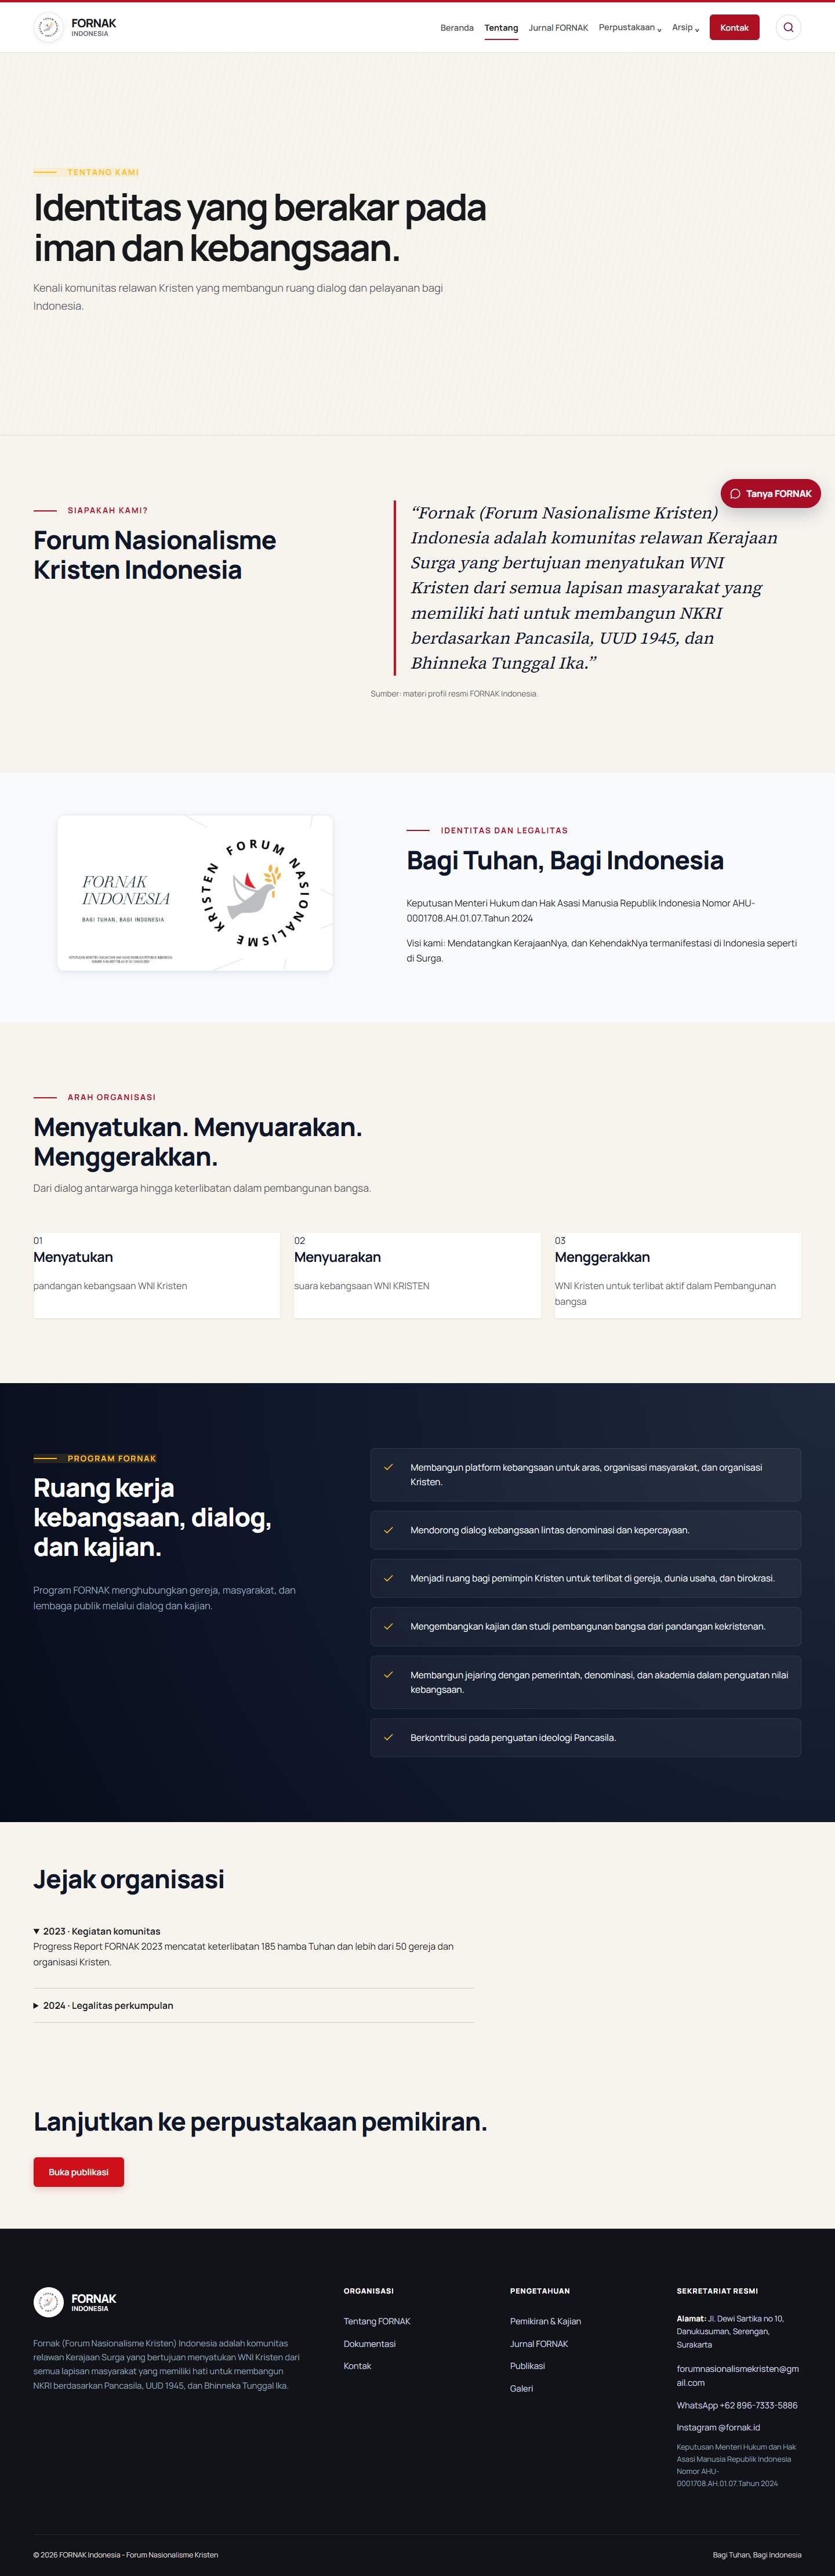 FORNAK
INDONESIA
Beranda
Tentang
Jurnal FORNAK
Perpustakaan
Arsip
Kontak
TENTANG KAMI
Identitas yang berakar pada
iman dan kebangsaan.
Kenali komunitas relawan Kristen yang membangun ruang dialog dan pelayanan bagi
Indonesia.
Tanya FORNAK
SIAPAKAH KAMI?
Forum Nasionalisme
Kristen Indonesia
“Fornak (Forum Nasionalisme Kristen)
Indonesia adalah komunitas relawan Kerajaan
Surga yang bertujuan menyatukan WNI
Kristen dari semua lapisan masyarakat yang
memiliki hati untuk membangun NKRI
berdasarkan Pancasila, UUD 1945, dan
Bhinneka Tunggal Ika.”
Sumber: materi profil resmi FORNAK Indonesia.
FORNAK
INDONESIA
BAGI TUHAN, BAGI INDONESIA
FORUM NASIONALISME KRISTEN
IDENTITAS DAN LEGALITAS
Bagi Tuhan, Bagi Indonesia
Keputusan Menteri Hukum dan Hak Asasi Manusia Republik Indonesia Nomor AHU-
0001708.AH.01.07.Tahun 2024
Visi kami: Mendatangkan KerajaanNya, dan KehendakNya termanifestasi di Indonesia seperti
di Surga.
ARAH ORGANISASI
Menyatukan. Menyuarakan.
Menggerakkan.
Dari dialog antarwarga hingga keterlibatan dalam pembangunan bangsa.
01
Menyatukan
pandangan kebangsaan WNI Kristen
02
Menyuarakan
suara kebangsaan WNI KRISTEN
03
Menggerakkan
WNI Kristen untuk terlibat aktif dalam Pembangunan
bangsa
PROGRAM FORNAK
Ruang kerja
kebangsaan, dialog,
dan kajian.
Program FORNAK menghubungkan gereja, masyarakat, dan
lembaga publik melalui dialog dan kajian.
Membangun platform kebangsaan untuk aras, organisasi masyarakat, dan organisasi
Kristen.
Mendorong dialog kebangsaan lintas denominasi dan kepercayaan.
Menjadi ruang bagi pemimpin Kristen untuk terlibat di gereja, dunia usaha, dan birokrasi.
Mengembangkan kajian dan studi pembangunan bangsa dari pandangan kekristenan.
Membangun jejaring dengan pemerintah, denominasi, dan akademia dalam penguatan nilai
kebangsaan.
Berkontribusi pada penguatan ideologi Pancasila.
Jejak organisasi
2023 · Kegiatan komunitas
Progress Report FORNAK 2023 mencatat keterlibatan 185 hamba Tuhan dan lebih dari 50 gereja dan
organisasi Kristen.
2024 · Legalitas perkumpulan
Lanjutkan ke perpustakaan pemikiran.
Buka publikasi
FORNAK
INDONESIA
Fornak (Forum Nasionalisme Kristen) Indonesia adalah komunitas
relawan Kerajaan Surga yang bertujuan menyatukan WNI Kristen dari
semua lapisan masyarakat yang memiliki hati untuk membangun
NKRI berdasarkan Pancasila, UUD 1945, dan Bhinneka Tunggal Ika.
ORGANISASI
Tentang FORNAK
Dokumentasi
Kontak
PENGETAHUAN
Pemikiran & Kajian
Jurnal FORNAK
Publikasi
Galeri
SEKRETARIAT RESMI
Alamat: Jl. Dewi Sartika no 10,
Danukusuman, Serengan,
Surakarta
forumnasionalismekristen@gm
ail.com
WhatsApp +62 896-7333-5886
Instagram @fornak.id
Keputusan Menteri Hukum dan Hak
Asasi Manusia Republik Indonesia
Nomor AHU-
0001708.AH.01.07.Tahun 2024
© 2026 FORNAK Indonesia – Forum Nasionalisme Kristen
Bagi Tuhan, Bagi Indonesia